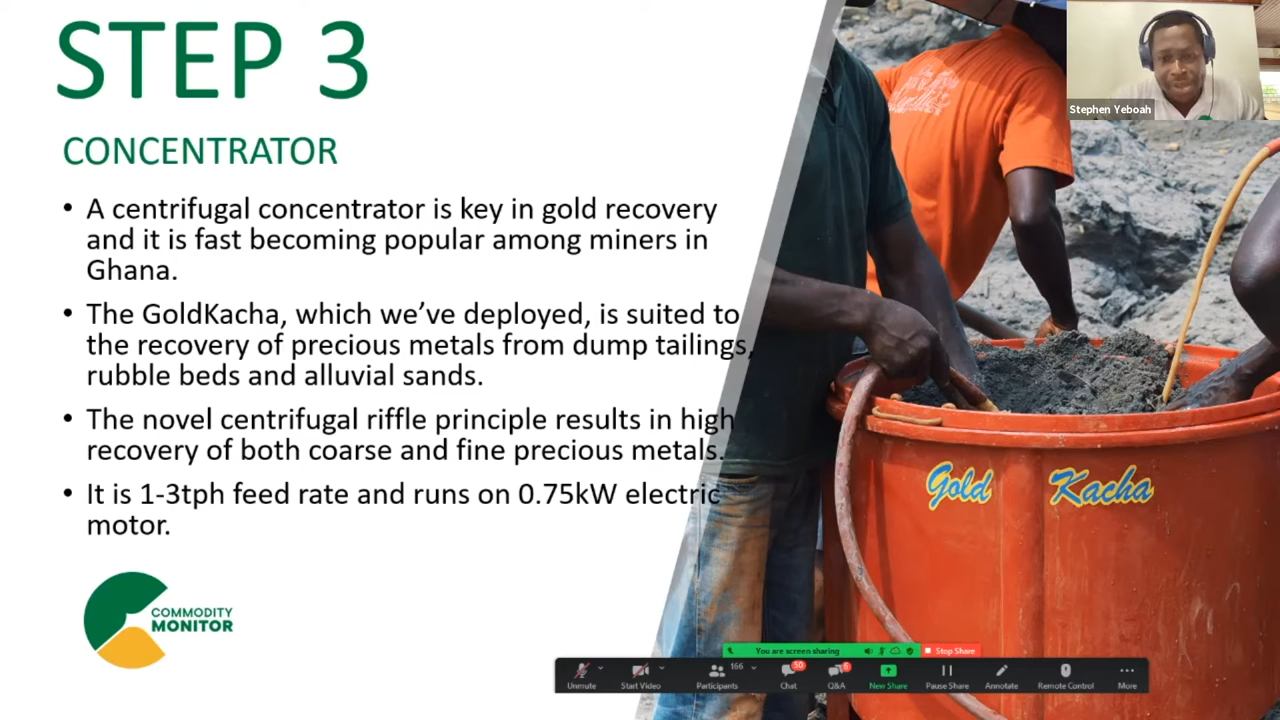 STEP 3
CONCENTRATOR
• A centrifugal concentrator is key in gold recovery
and it is fast becoming popular among miners in
Ghana.
• The GoldKacha, which we’ve deployed, is suited to
the recovery of precious metals from dump tailings,
rubble beds and alluvial sands.
• The novel centrifugal riffle principle results in high
recovery of both coarse and fine precious metals.
• It is 1-3tph feed rate and runs on 0.75kW electric
motor.
COMMODITY
MONITOR
Stephen Yeboah
Gold Kacha
You are screen sharing
Stop Share
Unmute
Start Video
Participants
166
Chat
50
Q&A
6
New Share
Pause Share
Annotate
Remote Control
More